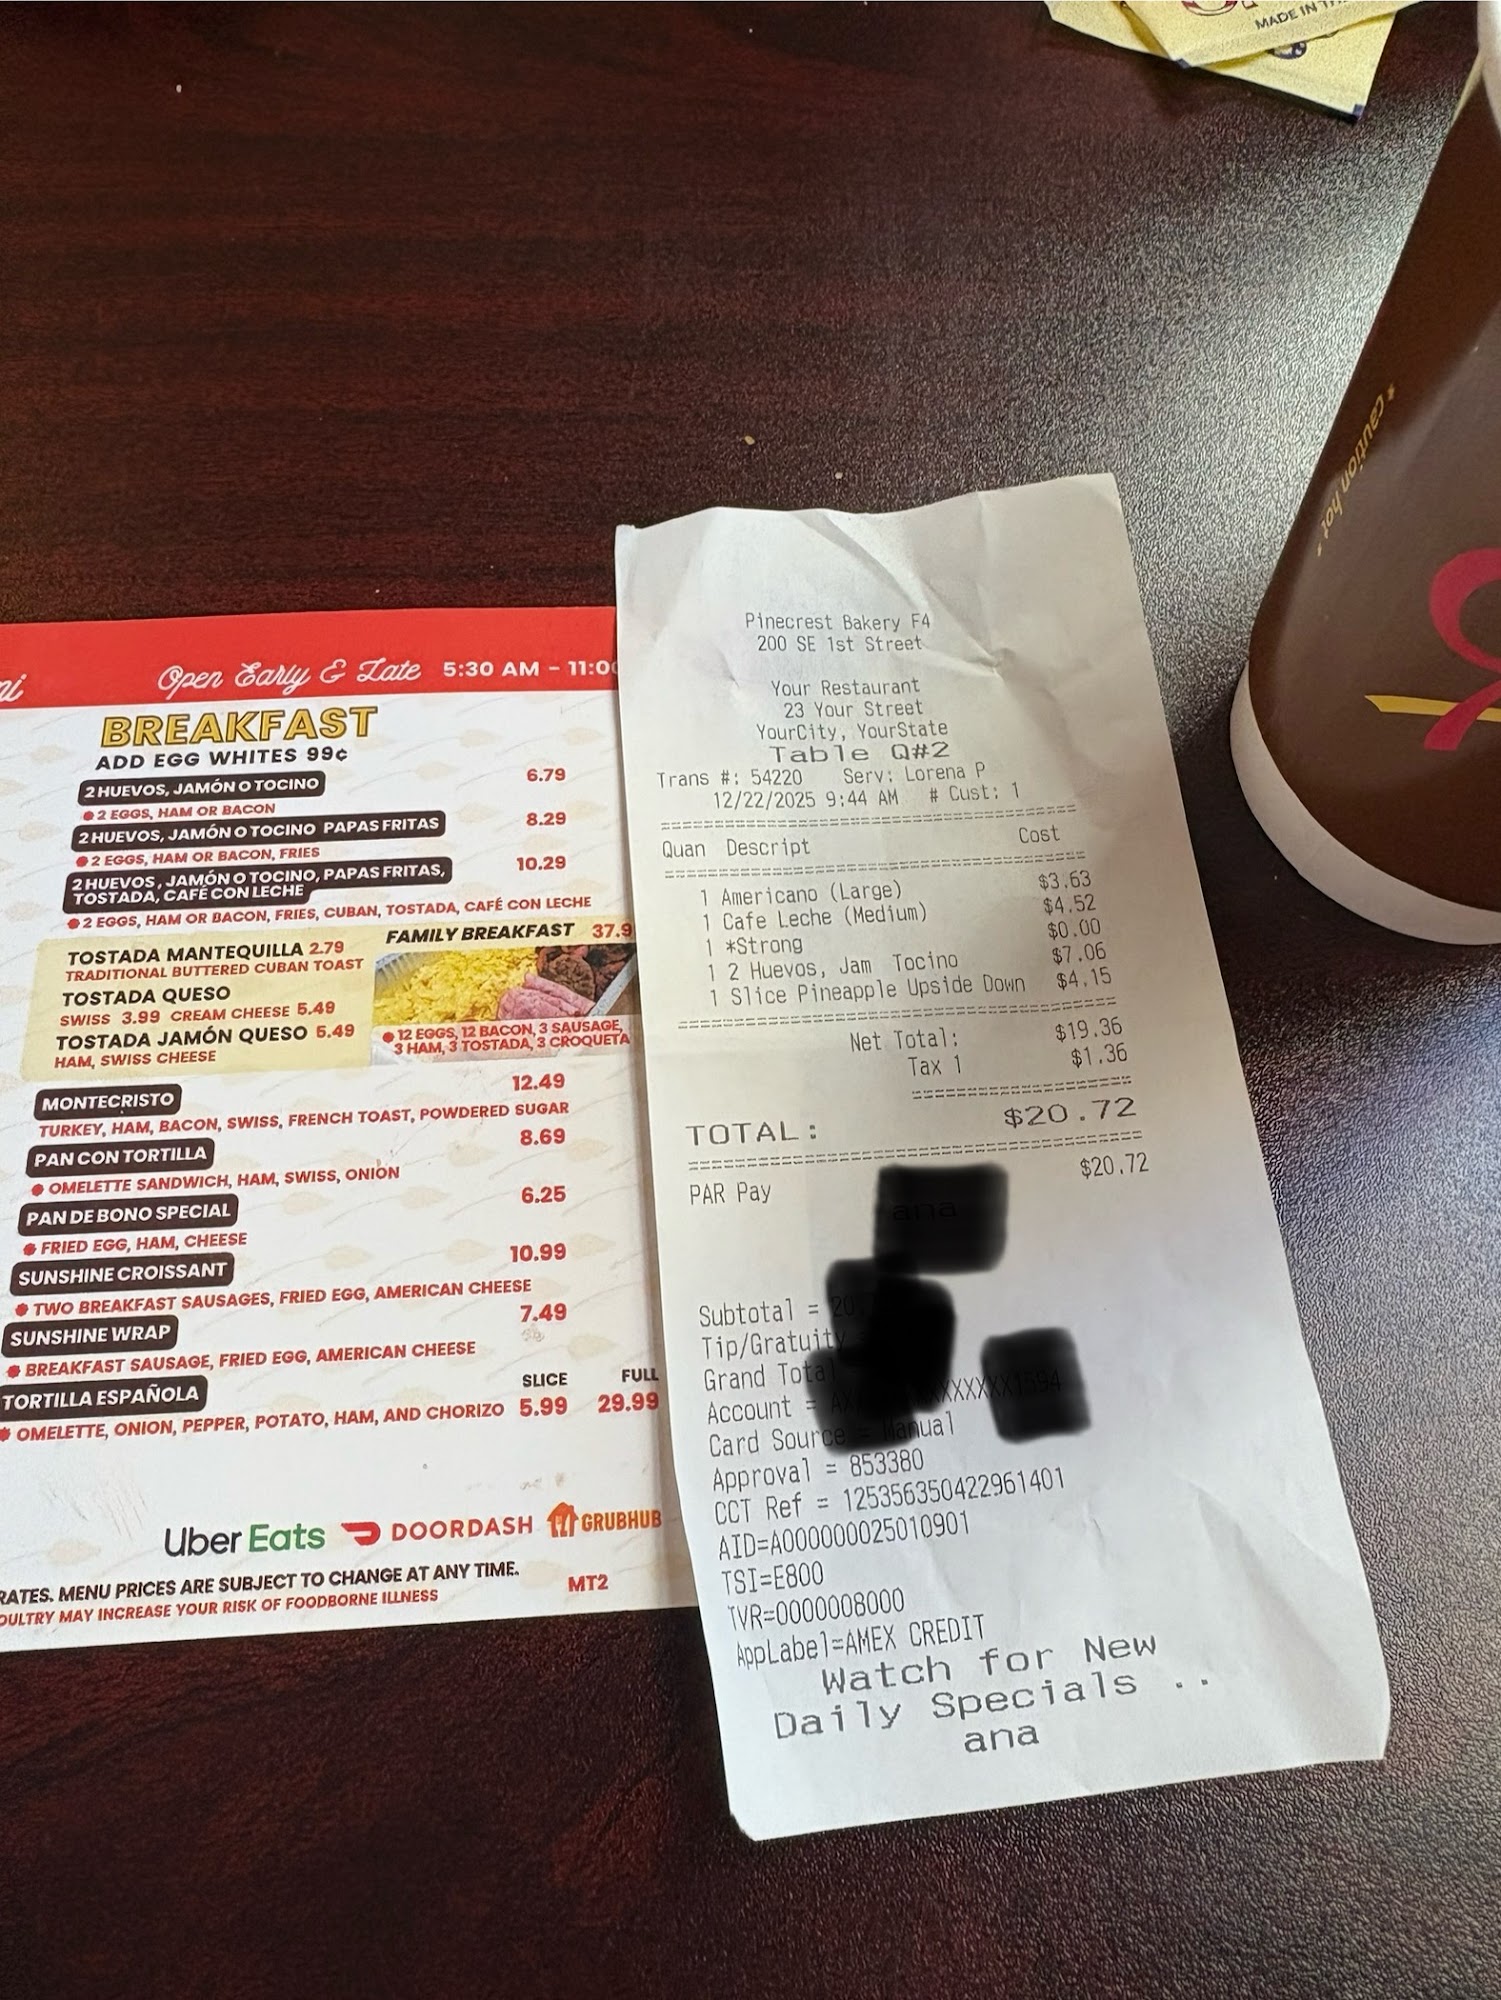 MADE IN
caution hot
Open Early & Late 5:30 AM - 11:00
BREAKFAST
ADD EGG WHITES 99¢
2 HUEVOS, JAMÓN O TOCINO 6.79
2 EGGS, HAM OR BACON
2 HUEVOS, JAMÓN O TOCINO PAPAS FRITAS 8.29
2 EGGS, HAM OR BACON, FRIES
2 HUEVOS, JAMÓN O TOCINO, PAPAS FRITAS, 10.29
TOSTADA, CAFÉ CON LECHE
2 EGGS, HAM OR BACON, FRIES, CUBAN, TOSTADA, CAFÉ CON LECHE
TOSTADA MANTEQUILLA 2.79
TRADITIONAL BUTTERED CUBAN TOAST
TOSTADA QUESO
SWISS 3.99 CREAM CHEESE 5.49
TOSTADA JAMÓN QUESO 5.49
HAM, SWISS CHEESE
FAMILY BREAKFAST 37.9
12 EGGS, 12 BACON, 3 SAUSAGE,
3 HAM, 3 TOSTADA, 3 CROQUETA
MONTECRISTO 12.49
TURKEY, HAM, BACON, SWISS, FRENCH TOAST, POWDERED SUGAR
PAN CON TORTILLA 8.69
OMELETTE SANDWICH, HAM, SWISS, ONION
PAN DE BONO SPECIAL 6.25
FRIED EGG, HAM, CHEESE
SUNSHINE CROISSANT 10.99
TWO BREAKFAST SAUSAGES, FRIED EGG, AMERICAN CHEESE
SUNSHINE WRAP 7.49
BREAKFAST SAUSAGE, FRIED EGG, AMERICAN CHEESE
SLICE FULL
TORTILLA ESPAÑOLA 5.99 29.99
OMELETTE, ONION, PEPPER, POTATO, HAM, AND CHORIZO
Uber Eats DOORDASH GRUBHUB
RATES. MENU PRICES ARE SUBJECT TO CHANGE AT ANY TIME.
OULTRY MAY INCREASE YOUR RISK OF FOODBORNE ILLNESS
MT2
Pinecrest Bakery F4
200 SE 1st Street
Your Restaurant
23 Your Street
YourCity, YourState
Table Q#2
Trans #: 54220 Serv: Lorena P
12/22/2025 9:44 AM # Cust: 1
Quan Descript Cost
1 Americano (Large) $3.63
1 Cafe Leche (Medium) $4.52
1 *Strong $0.00
1 2 Huevos, Jam Tocino $7.06
1 Slice Pineapple Upside Down $4.15
Net Total: $19.36
Tax 1 $1.36
TOTAL: $20.72
PAR Pay $20.72
ana
Subtotal = 20
Tip/Gratuity
Grand Total
Account =
Card Source = Manual
Approval = 853380
CCT Ref = 125356350422961401
AID=A000000025010901
TSI=E800
TVR=0000008000
AppLabel=AMEX CREDIT
Watch for New
Daily Specials ..
ana